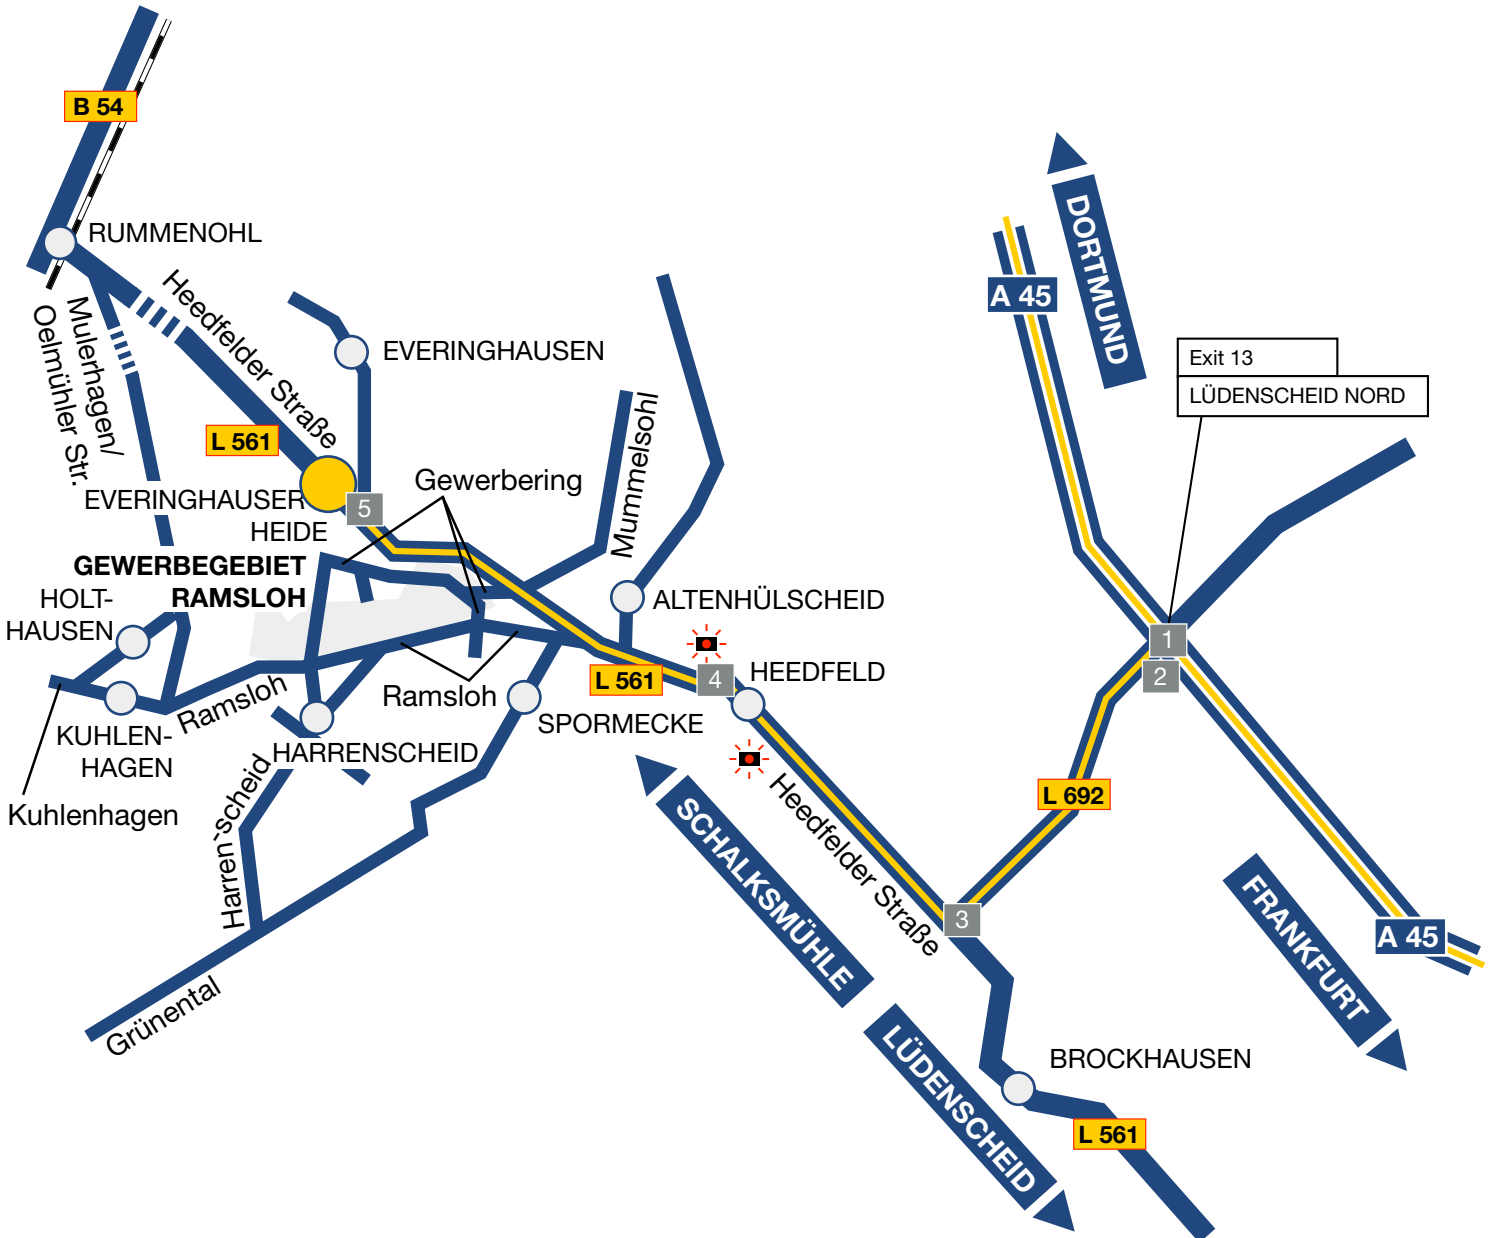 B 54
RUMMENOHL
Heedfelder Straße
Mulerhagen/
Oelmühler Str.
EVERINGHAUSEN
L 561
EVERINGHAUSER
HEIDE
5
Gewerbering
Mummelsohl
GEWERBEGEBIET
RAMSLOH
HOLT-
HAUSEN
ALTENHÜLSCHEID
L 561
4
HEEDFELD
Ramsloh
Ramsloh
SPORMECKE
KUHLEN-
HAGEN
HARRENSCHEID
Kuhlenhagen
Harren`scheid
Grünental
A 45
DORTMUND
Exit 13
LÜDENSCHEID NORD
1
2
L 692
Heedfelder Straße
3
SCHALKSMÜHLE
LÜDENSCHEID
FRANKFURT
A 45
BROCKHAUSEN
L 561